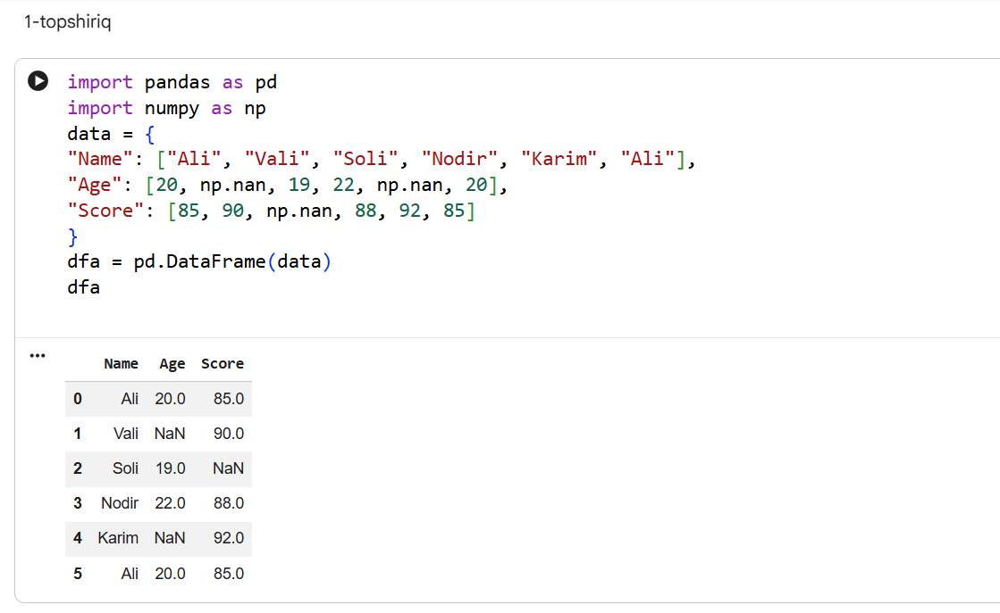 1-topshiriq
import pandas as pd
import numpy as np
data = {
"Name": ["Ali", "Vali", "Soli", "Nodir", "Karim", "Ali"],
"Age": [20, np.nan, 19, 22, np.nan, 20],
"Score": [85, 90, np.nan, 88, 92, 85]
}
dfa = pd.DataFrame(data)
dfa
Name Age Score
0 Ali 20.0 85.0
1 Vali NaN 90.0
2 Soli 19.0 NaN
3 Nodir 22.0 88.0
4 Karim NaN 92.0
5 Ali 20.0 85.0